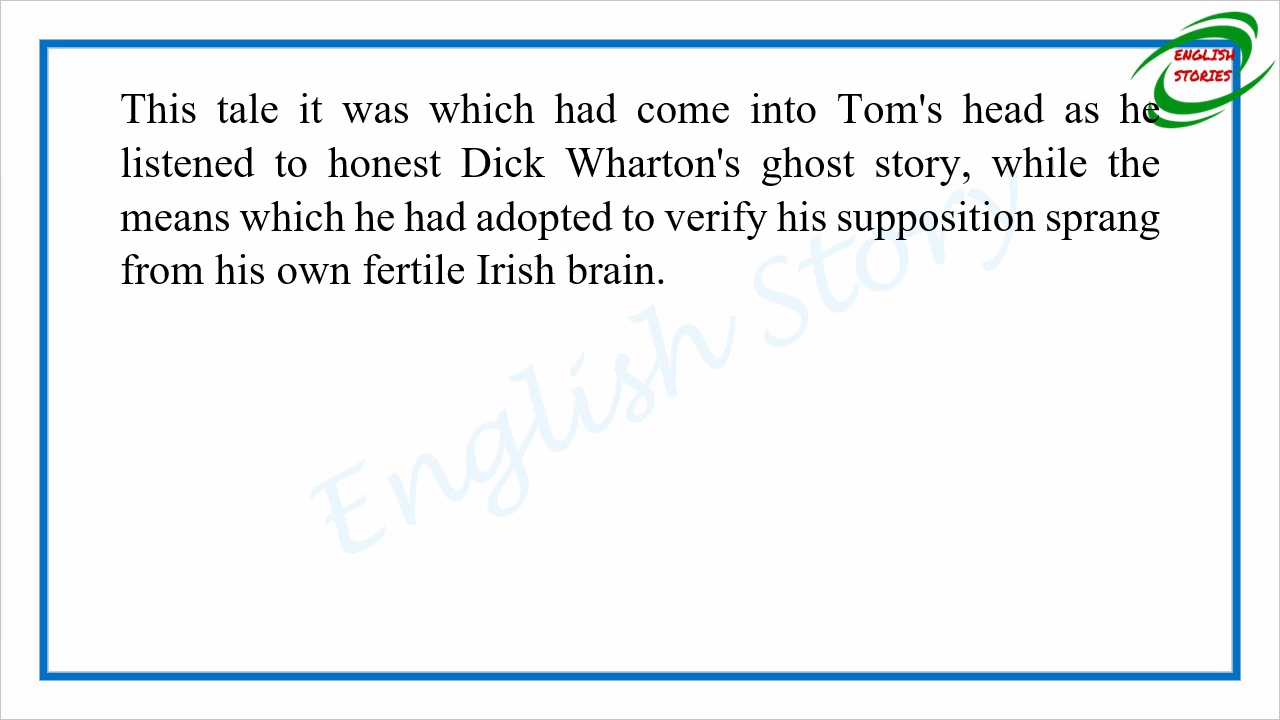 ENGLISH
STORIES
This tale it was which had come into Tom's head as he
listened to honest Dick Wharton's ghost story, while the
means which he had adopted to verify his supposition sprang
from his own fertile Irish brain.
English Story